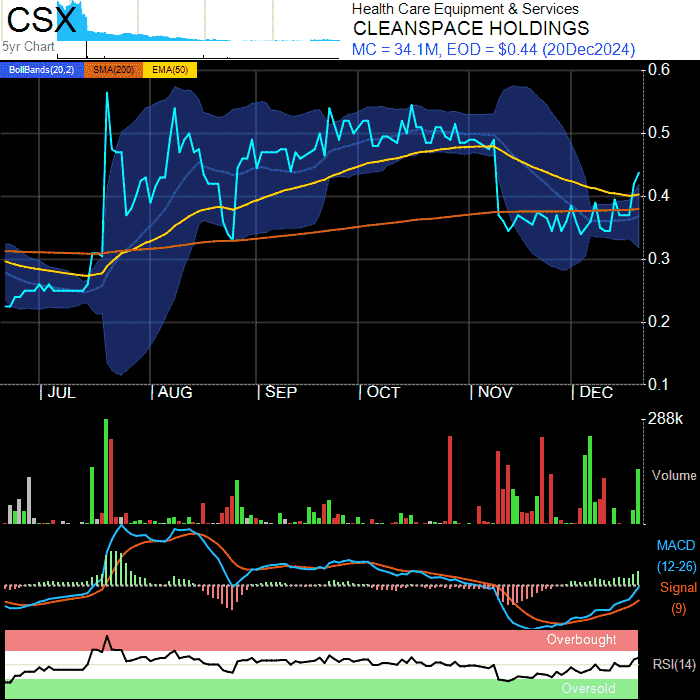 CSX
5yr Chart
Health Care Equipment & Services
CLEANSPACE HOLDINGS
MC = 34.1M, EOD = $0.44 (20Dec2024)
BollBands(20,2) SMA(200) EMA(50)
0.6
0.5
0.4
0.3
0.2
0.1
JUL AUG SEP OCT NOV DEC
288k
Volume
MACD
(12-26)
Signal
(9)
Overbought
RSI(14)
Oversold